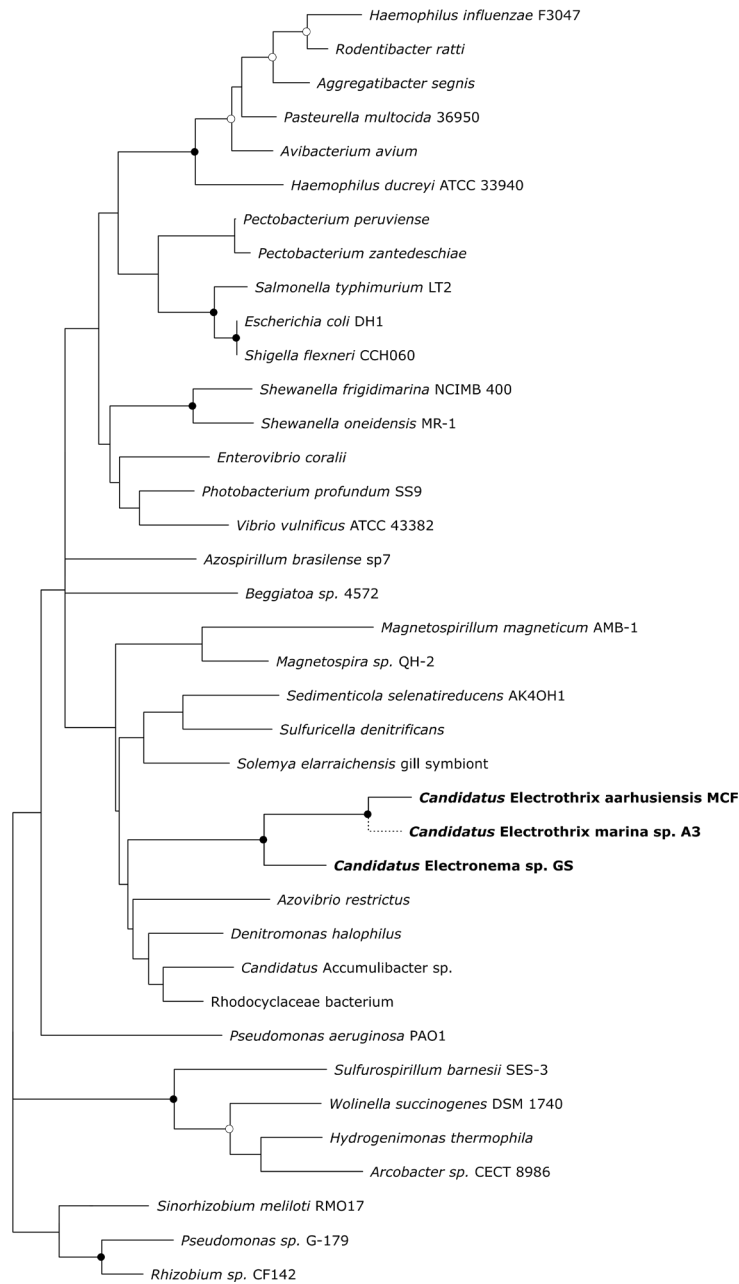 Haemophilus influenzae F3047
Rodentibacter ratti
Aggregatibacter segnis
Pasteurella multocida 36950
Avibacterium avium
Haemophilus ducreyi ATCC 33940
Pectobacterium peruviense
Pectobacterium zantedeschiae
Salmonella typhimurium LT2
Escherichia coli DH1
Shigella flexneri CCH060
Shewanella frigidimarina NCIMB 400
Shewanella oneidensis MR-1
Enterovibrio coralii
Photobacterium profundum SS9
Vibrio vulnificus ATCC 43382
Azospirillum brasilense sp7
Beggiatoa sp. 4572
Magnetospirillum magneticum AMB-1
Magnetospira sp. QH-2
Sedimenticola selenatireducens AK4OH1
Sulfuricella denitrificans
Solemya elarraichensis gill symbiont
Candidatus Electrothrix aarhusiensis MCF
Candidatus Electrothrix marina sp. A3
Candidatus Electronema sp. GS
Azovibrio restrictus
Denitromonas halophilus
Candidatus Accumulibacter sp.
Rhodocyclaceae bacterium
Pseudomonas aeruginosa PAO1
Sulfurospirillum barnesii SES-3
Wolinella succinogenes DSM 1740
Hydrogenimonas thermophila
Arcobacter sp. CECT 8986
Sinorhizobium meliloti RMO17
Pseudomonas sp. G-179
Rhizobium sp. CF142